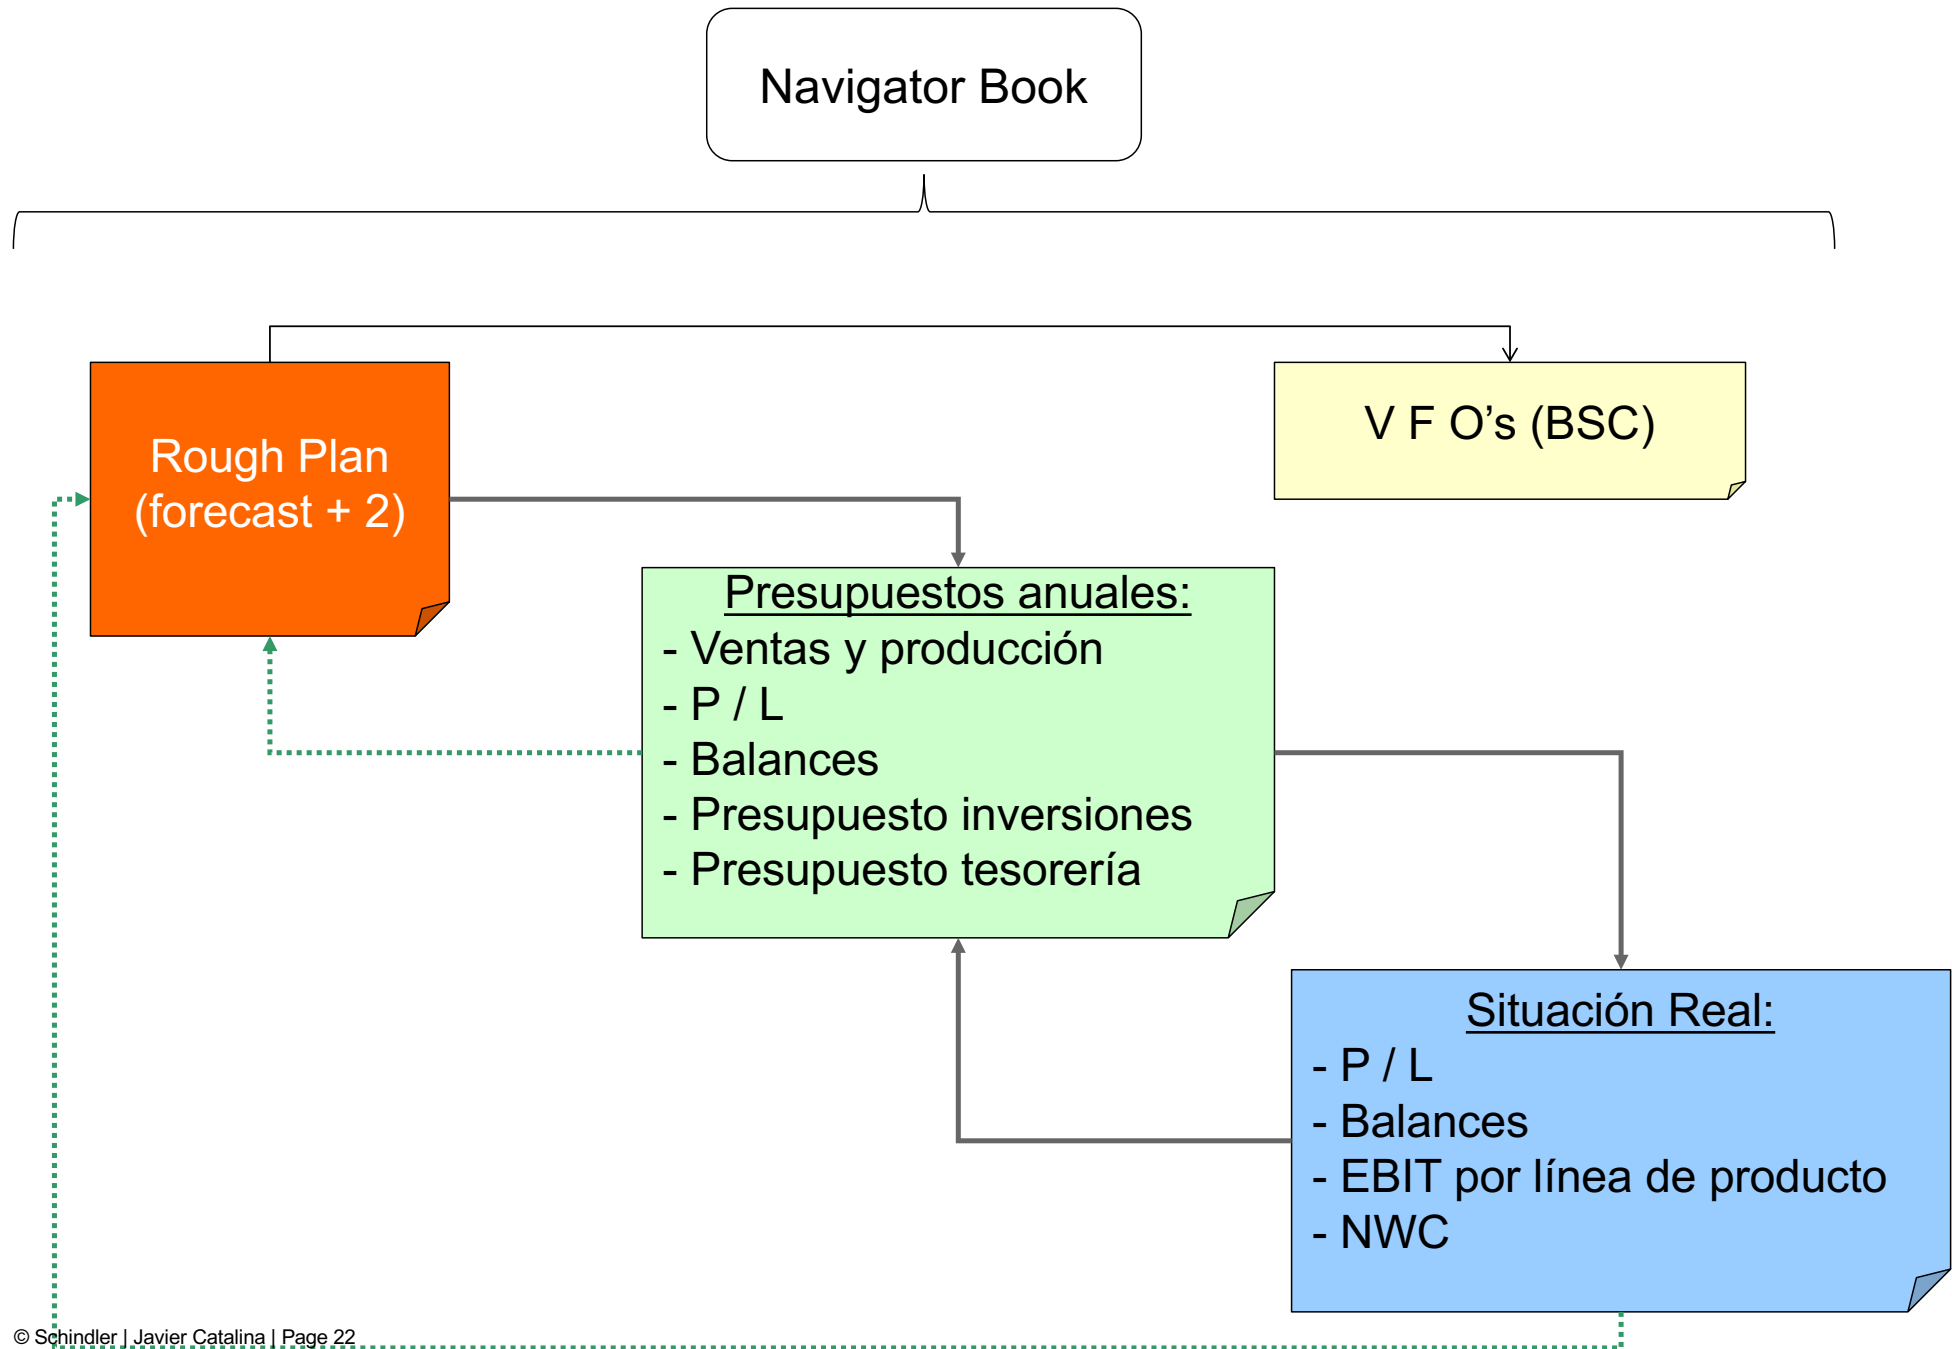 Navigator Book
Rough Plan
(forecast + 2)
V F O’s (BSC)
Presupuestos anuales:
- Ventas y producción
- P / L
- Balances
- Presupuesto inversiones
- Presupuesto tesorería
Situación Real:
- P / L
- Balances
- EBIT por línea de producto
- NWC
© Schindler | Javier Catalina | Page 22